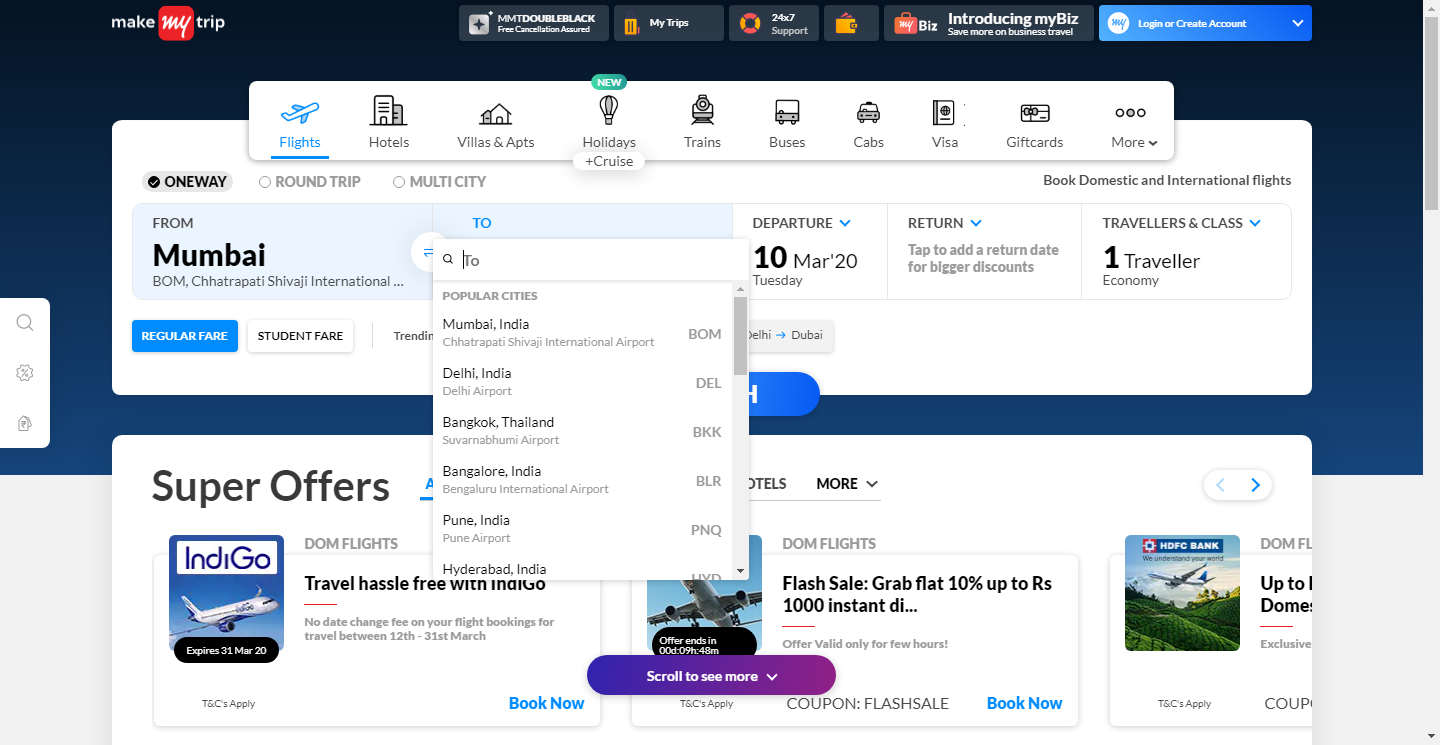 make my trip
MMTDOUBLEBLACK
Free Cancellation Assured
My Trips
24x7
Support
my Biz
Introducing myBiz
Save more on business travel
my
Login or Create Account
NEW
Flights
Hotels
Villas & Apts
Holidays
Trains
Buses
Cabs
Visa
Giftcards
More
+Cruise
ONEWAY
ROUND TRIP
MULTI CITY
Book Domestic and International flights
FROM
Mumbai
BOM, Chhatrapati Shivaji International ...
TO
To
POPULAR CITIES
Mumbai, India
Chhatrapati Shivaji International Airport
BOM
Delhi, India
Delhi Airport
DEL
Bangkok, Thailand
Suvarnabhumi Airport
BKK
Bangalore, India
Bengaluru International Airport
BLR
Pune, India
Pune Airport
PNQ
Hyderabad, India
HYD
DEPARTURE
10 Mar'20
Tuesday
RETURN
Tap to add a return date
for bigger discounts
TRAVELLERS & CLASS
1 Traveller
Economy
REGULAR FARE
STUDENT FARE
Trendin
Delhi → Dubai
H
Super Offers
A
OTELS
MORE
IndiGo
IndiGo
Expires 31 Mar 20
DOM FLIGHTS
Travel hassle free with IndiGo
No date change fee on your flight bookings for
travel between 12th - 31st March
T&C's Apply
Book Now
Offer ends in
00d:09h:48m
DOM FLIGHTS
Flash Sale: Grab flat 10% up to Rs
1000 instant di...
Offer Valid only for few hours!
T&C's Apply
COUPON: FLASHSALE
Book Now
HDFC BANK
We understand your world
DOM FL
Up to
Domes
Exclusive
T&C's Apply
COUPO
Scroll to see more